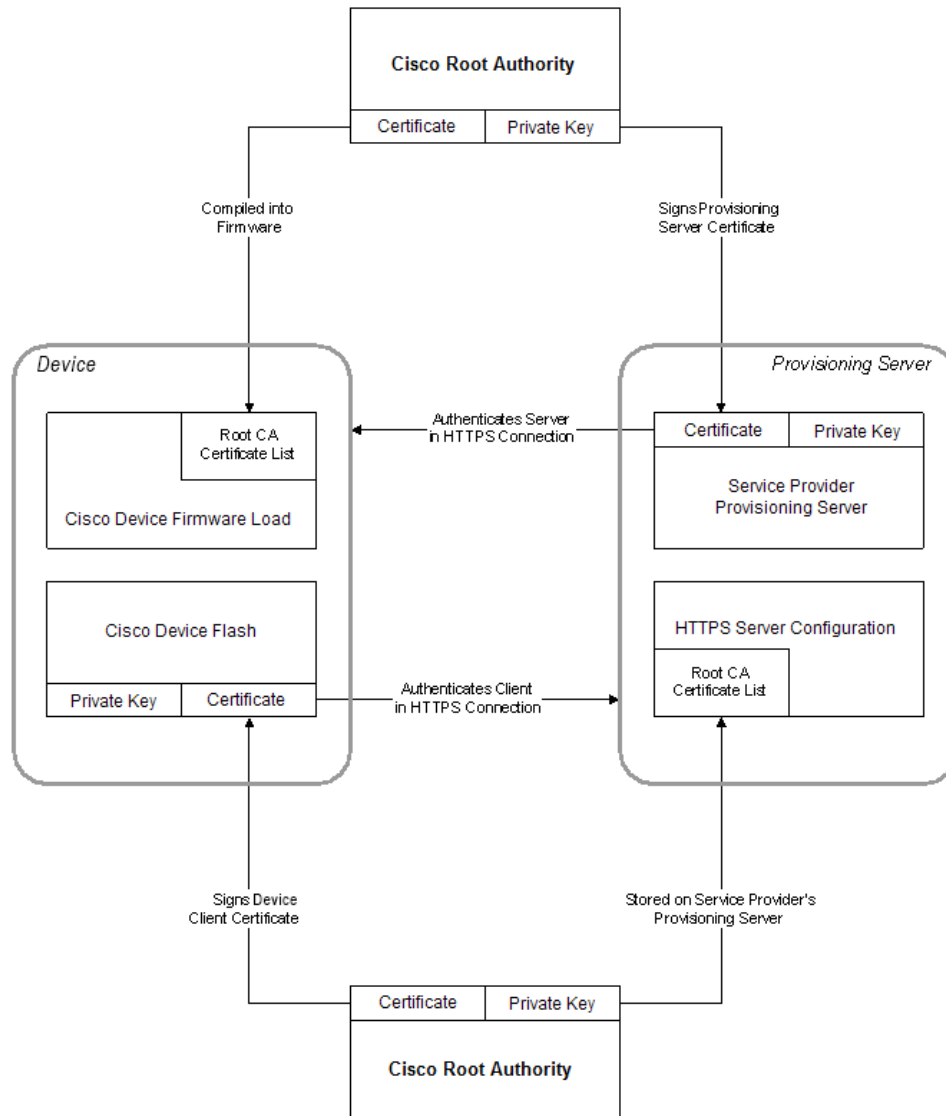 Cisco Root Authority
Certificate
Private Key
Compiled into
Firmware
Signs Provisioning
Server Certificate
Device
Provisioning Server
Root CA
Certificate List
Cisco Device Firmware Load
Authenticates Server
in HTTPS Connection
Certificate
Private Key
Service Provider
Provisioning Server
Cisco Device Flash
Private Key
Certificate
Authenticates Client
in HTTPS Connection
HTTPS Server Configuration
Root CA
Certificate List
Signs Device
Client Certificate
Stored on Service Provider's
Provisioning Server
Certificate
Private Key
Cisco Root Authority